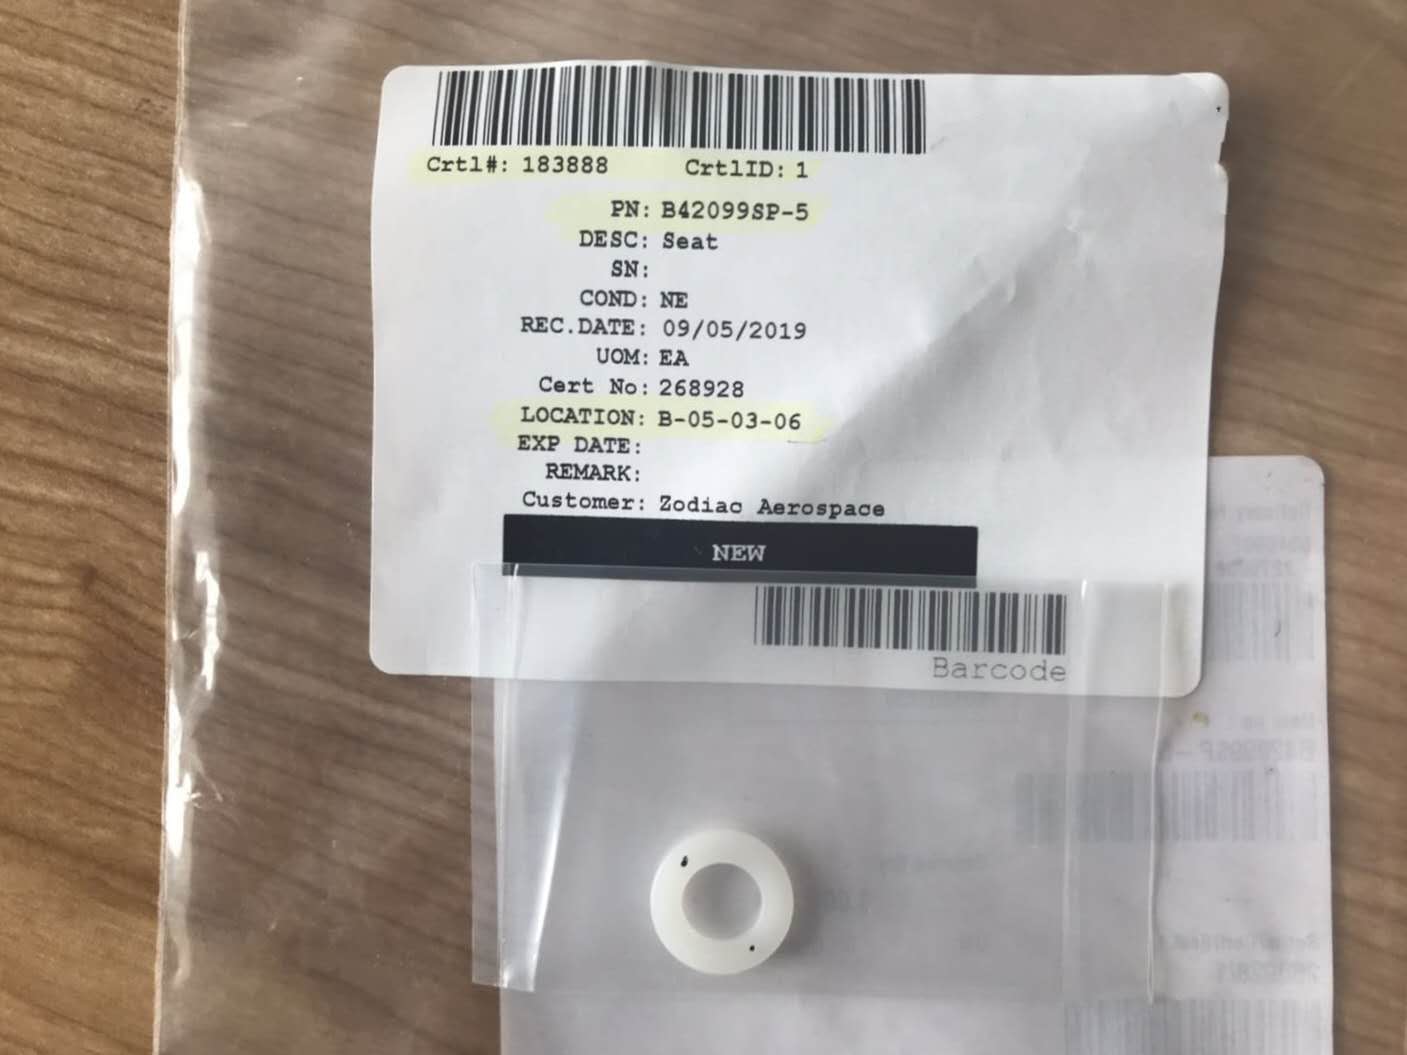 Crtl#: 183888 CrtlID: 1
PN: B42099SP-5
DESC: Seat
SN:
COND: NE
REC.DATE: 09/05/2019
UOM: EA
Cert No: 268928
LOCATION: B-05-03-06
EXP DATE:
REMARK:
Customer: Zodiac Aerospace
NEW
Barcode